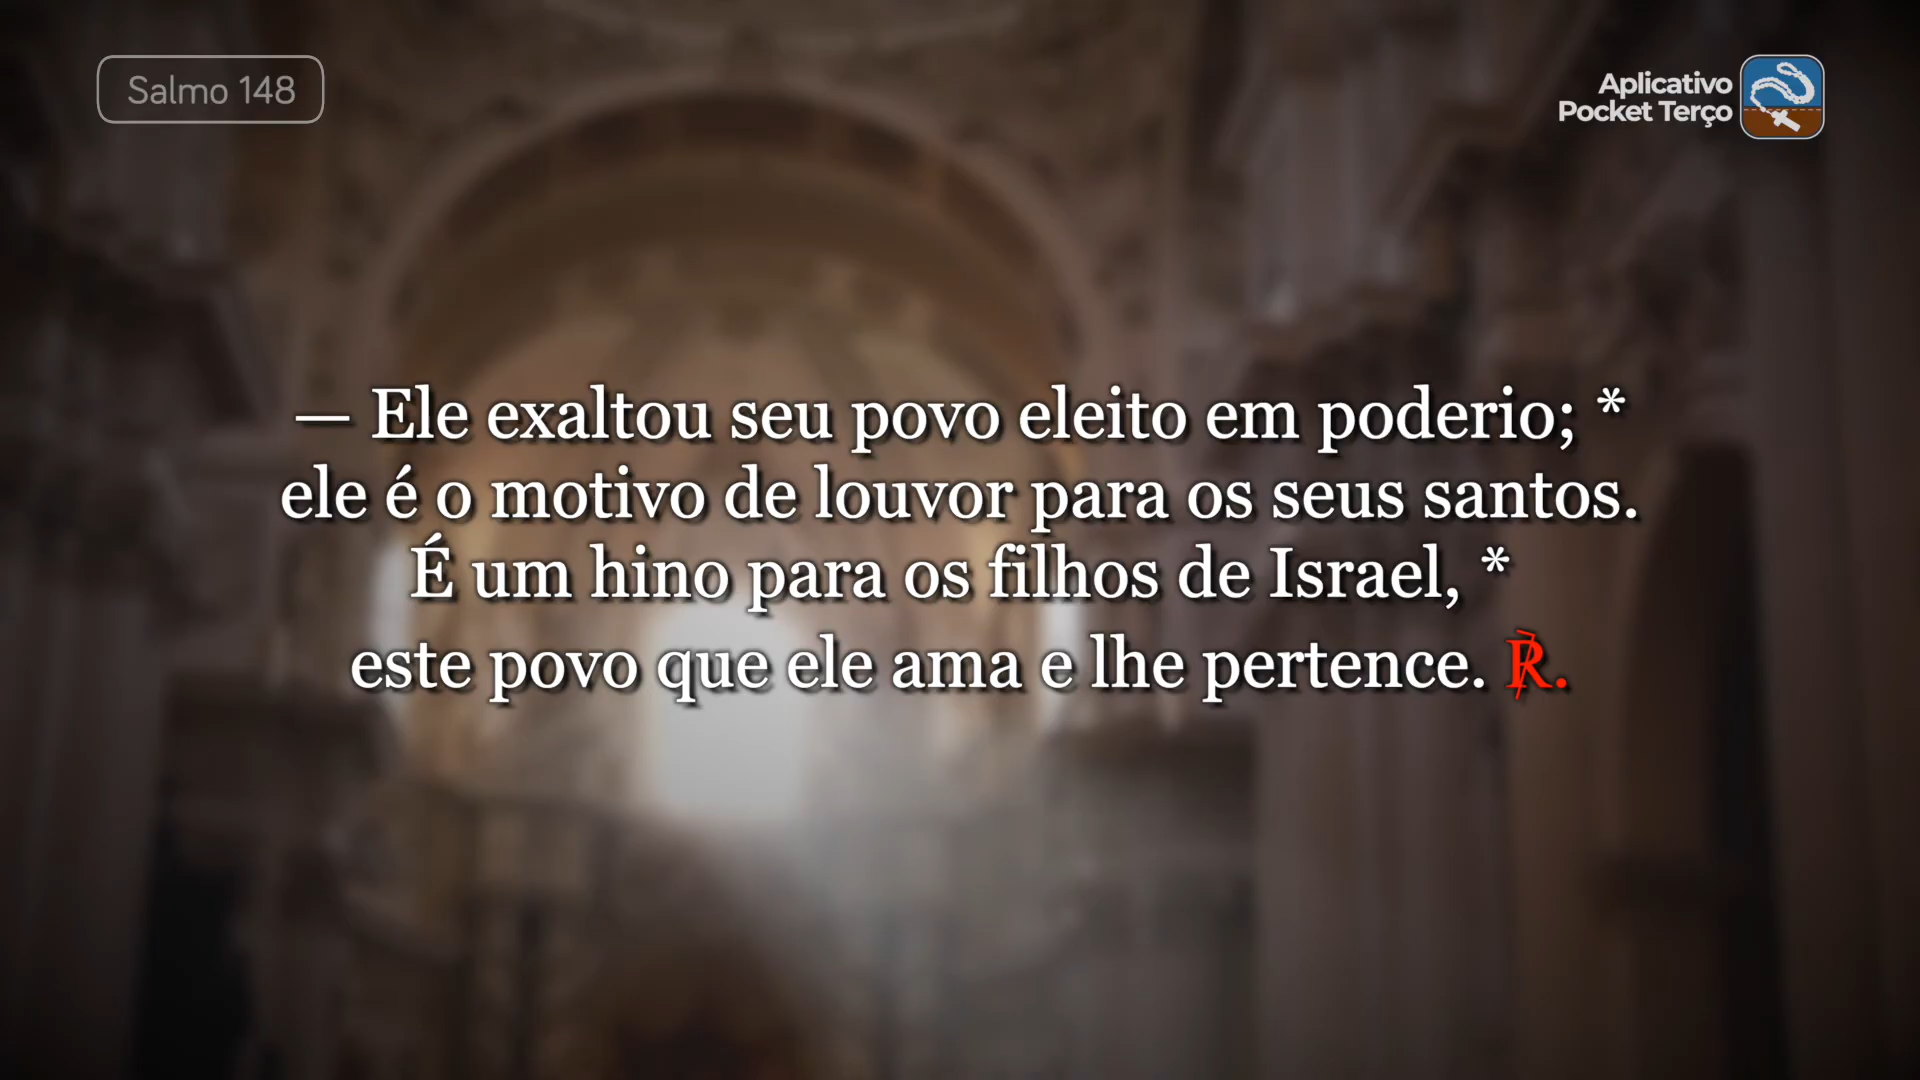 Salmo 148
Aplicativo
Pocket Terço
— Ele exaltou seu povo eleito em poderio; *
ele é o motivo de louvor para os seus santos.
É um hino para os filhos de Israel, *
este povo que ele ama e lhe pertence. ℟.